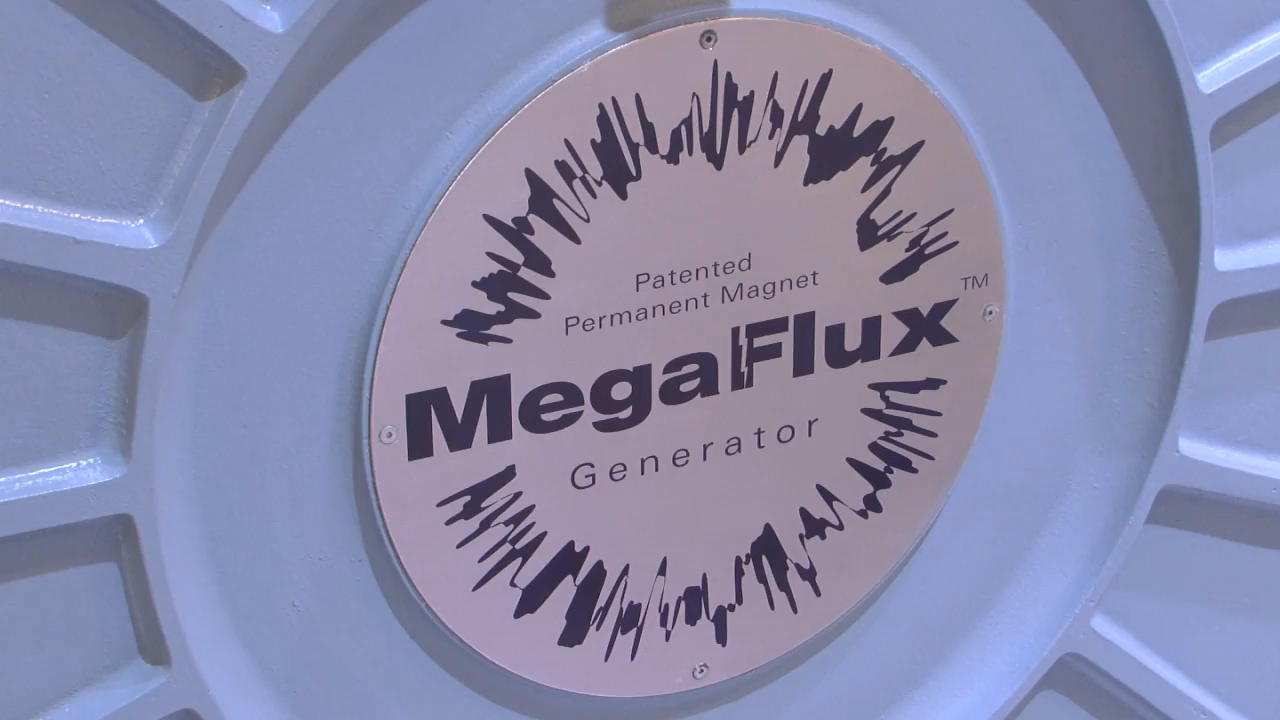 Patented
Permanent Magnet
MegaFlux™
Generator